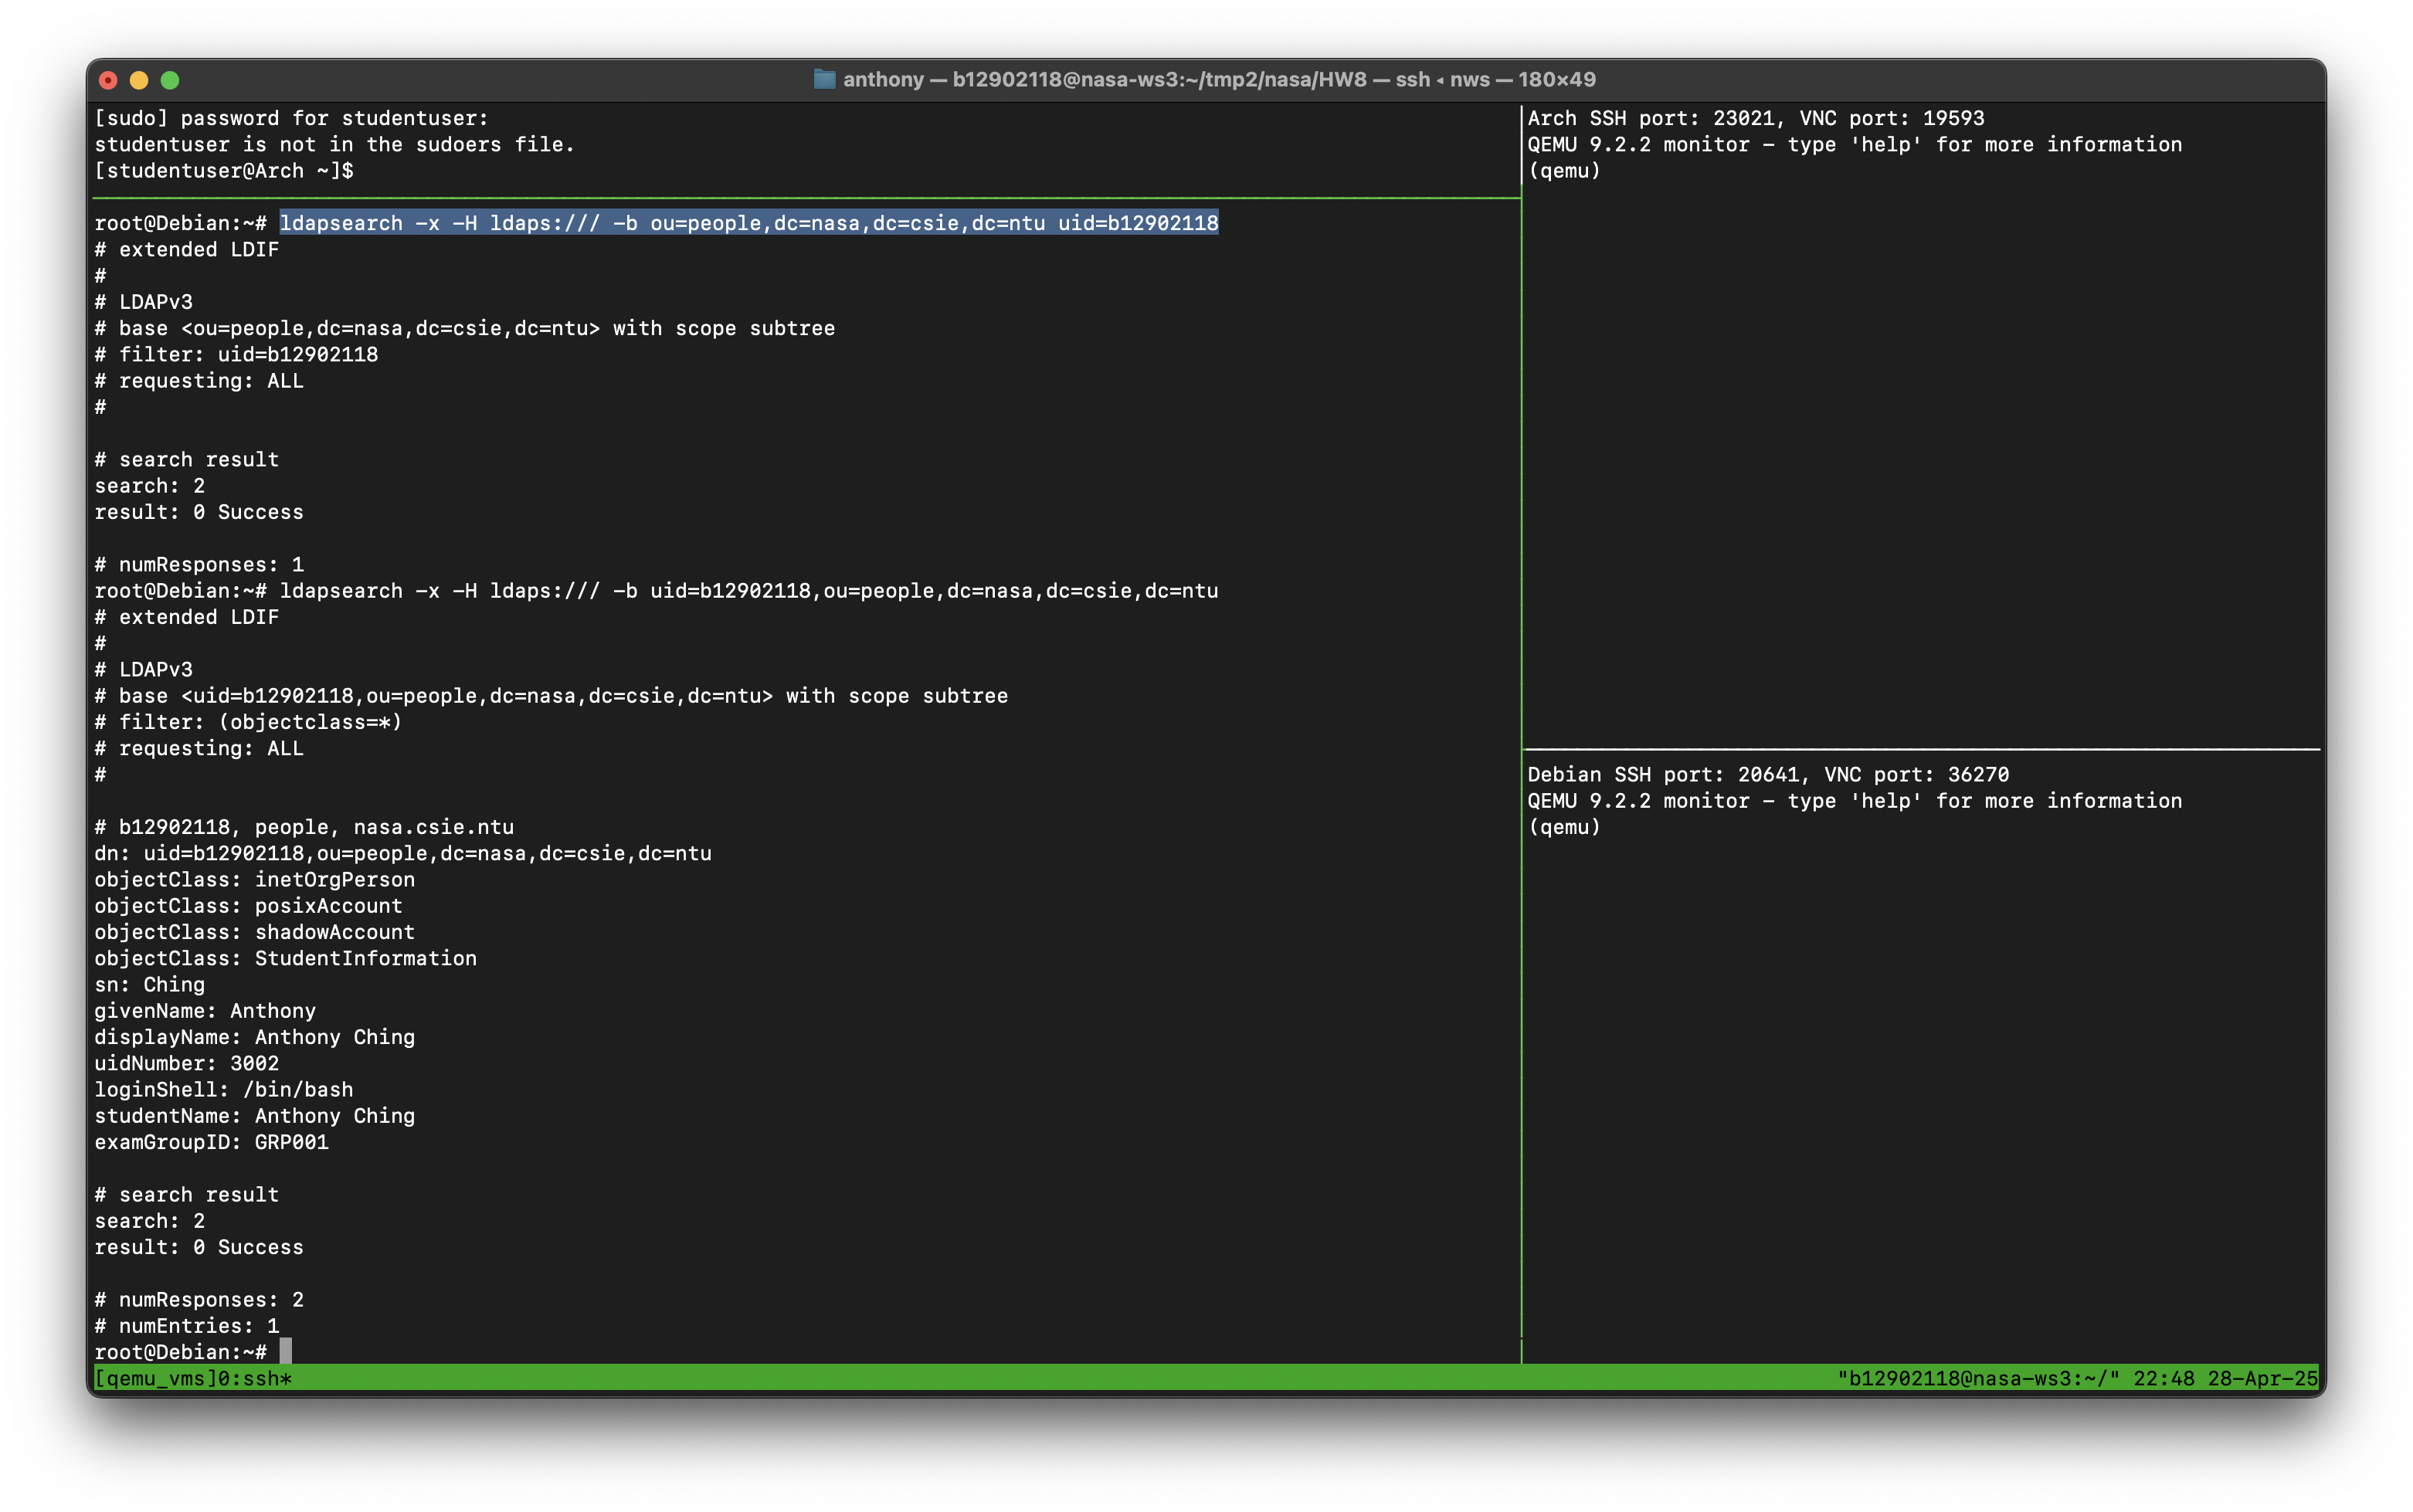 anthony — b12902118@nasa-ws3:~/tmp2/nasa/HW8 — ssh ◂ nws — 180×49
[sudo] password for studentuser:
studentuser is not in the sudoers file.
[studentuser@Arch ~]$
root@Debian:~# ldapsearch -x -H ldaps:/// -b ou=people,dc=nasa,dc=csie,dc=ntu uid=b12902118
# extended LDIF
#
# LDAPv3
# base <ou=people,dc=nasa,dc=csie,dc=ntu> with scope subtree
# filter: uid=b12902118
# requesting: ALL
#
# search result
search: 2
result: 0 Success
# numResponses: 1
root@Debian:~# ldapsearch -x -H ldaps:/// -b uid=b12902118,ou=people,dc=nasa,dc=csie,dc=ntu
# extended LDIF
#
# LDAPv3
# base <uid=b12902118,ou=people,dc=nasa,dc=csie,dc=ntu> with scope subtree
# filter: (objectclass=*)
# requesting: ALL
#
# b12902118, people, nasa.csie.ntu
dn: uid=b12902118,ou=people,dc=nasa,dc=csie,dc=ntu
objectClass: inetOrgPerson
objectClass: posixAccount
objectClass: shadowAccount
objectClass: StudentInformation
sn: Ching
givenName: Anthony
displayName: Anthony Ching
uidNumber: 3002
loginShell: /bin/bash
studentName: Anthony Ching
examGroupID: GRP001
# search result
search: 2
result: 0 Success
# numResponses: 2
# numEntries: 1
root@Debian:~#
Arch SSH port: 23021, VNC port: 19593
QEMU 9.2.2 monitor - type 'help' for more information
(qemu)
Debian SSH port: 20641, VNC port: 36270
QEMU 9.2.2 monitor - type 'help' for more information
(qemu)
[qemu_vms]0:ssh*
"b12902118@nasa-ws3:~/" 22:48 28-Apr-25